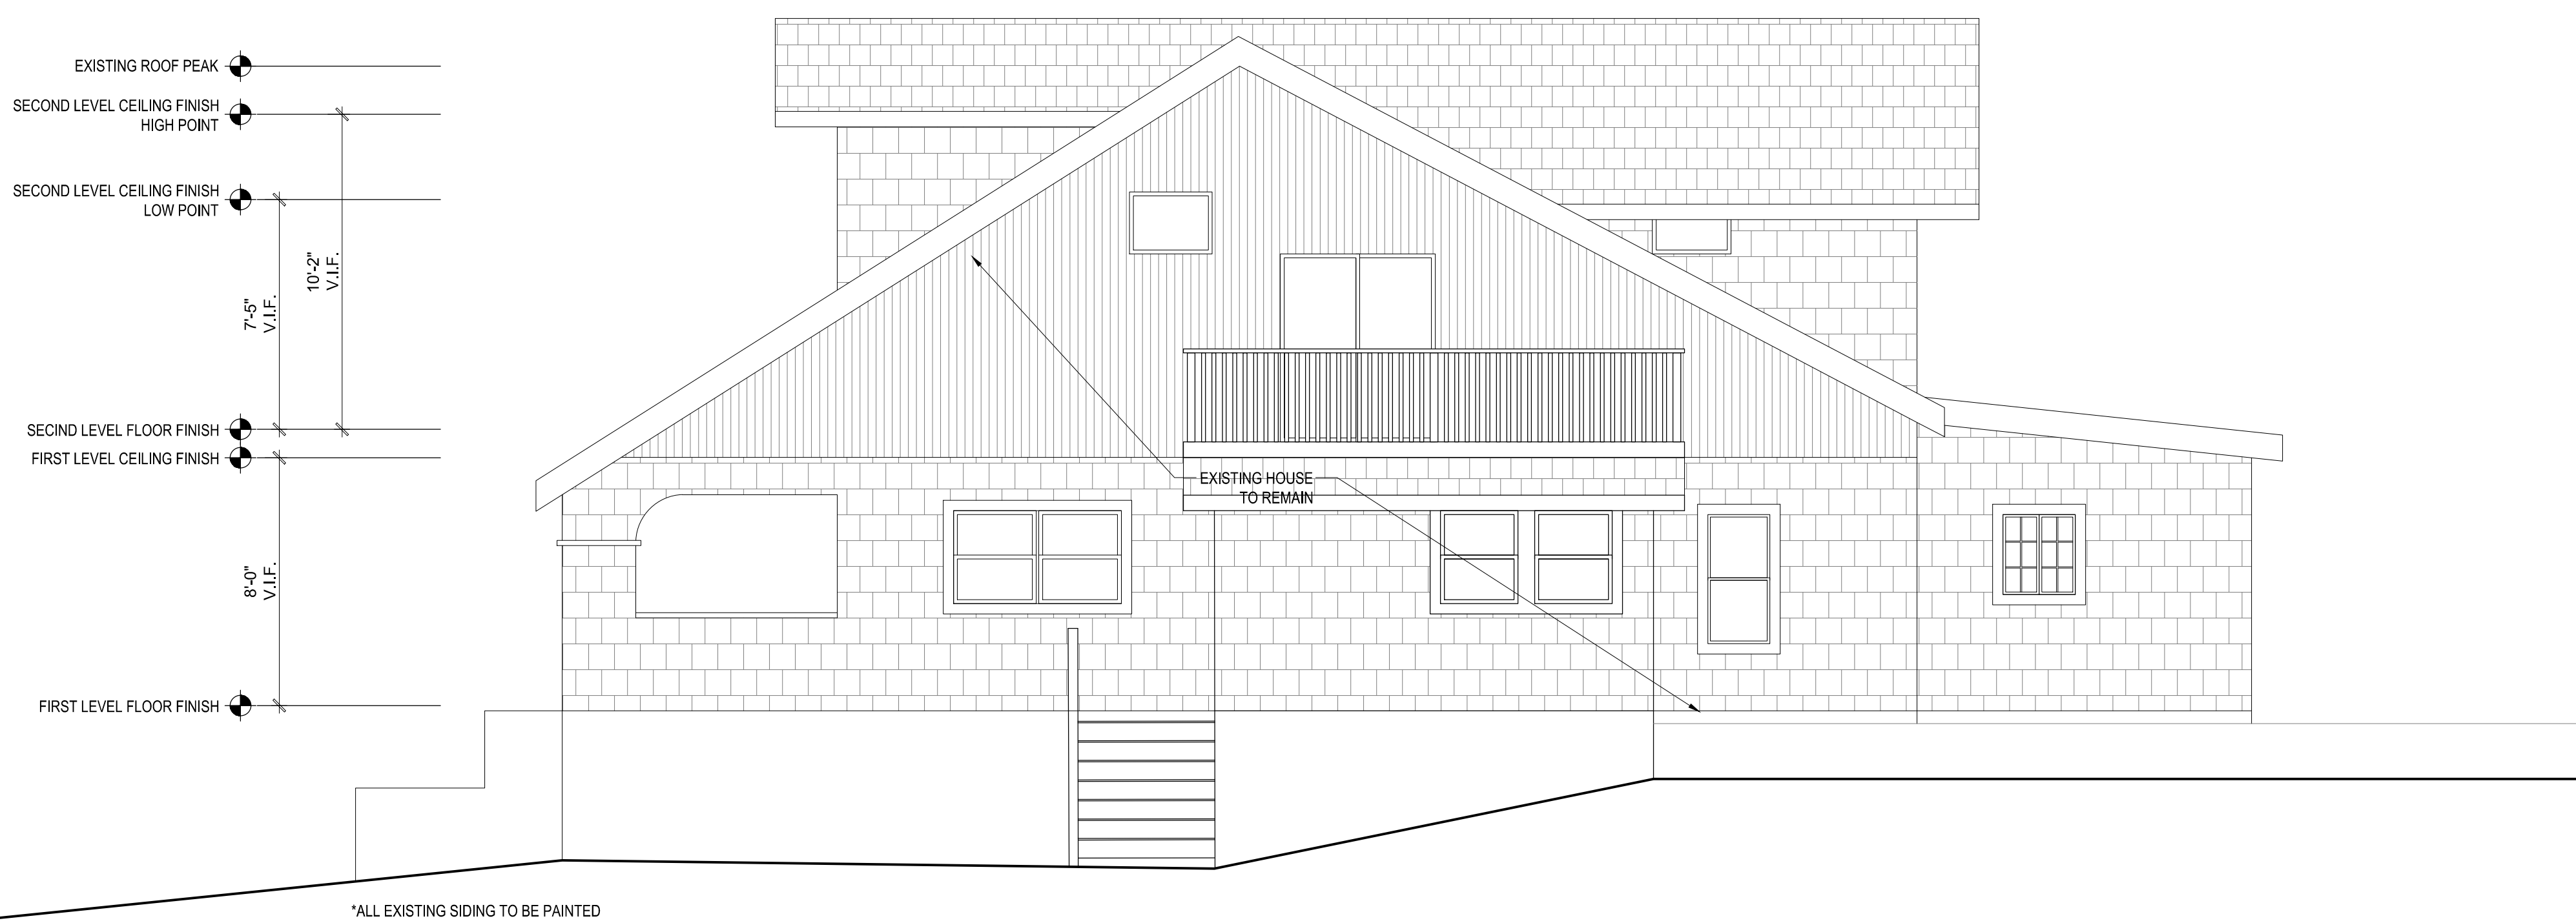 EXISTING ROOF PEAK
SECOND LEVEL CEILING FINISH
HIGH POINT
SECOND LEVEL CEILING FINISH
LOW POINT
10'-2"
V.I.F.
7'-5"
V.I.F.
SECIND LEVEL FLOOR FINISH
FIRST LEVEL CEILING FINISH
EXISTING HOUSE
TO REMAIN
8'-0"
V.I.F.
FIRST LEVEL FLOOR FINISH
*ALL EXISTING SIDING TO BE PAINTED